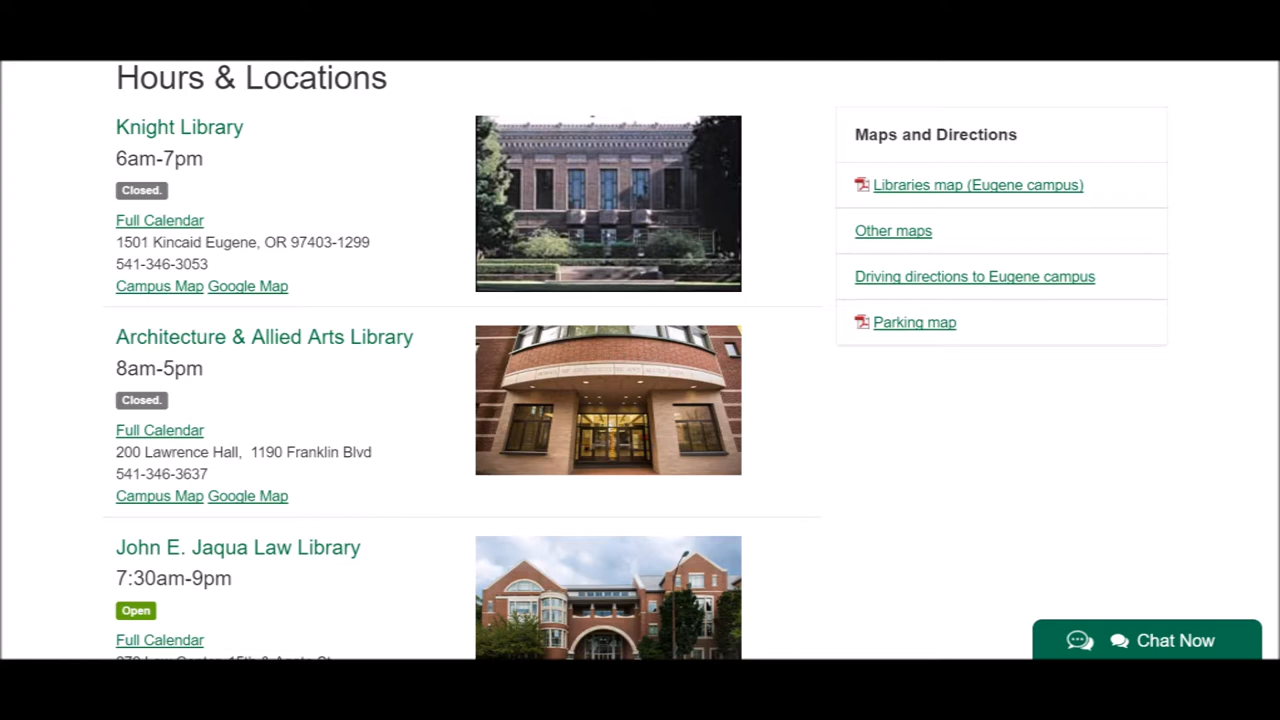 Hours & Locations
Knight Library
6am-7pm
Closed.
Full Calendar
1501 Kincaid Eugene, OR 97403-1299
541-346-3053
Campus Map Google Map
Architecture & Allied Arts Library
8am-5pm
Closed.
Full Calendar
200 Lawrence Hall, 1190 Franklin Blvd
541-346-3637
Campus Map Google Map
John E. Jaqua Law Library
7:30am-9pm
Open
Full Calendar
Maps and Directions
Libraries map (Eugene campus)
Other maps
Driving directions to Eugene campus
Parking map
Chat Now